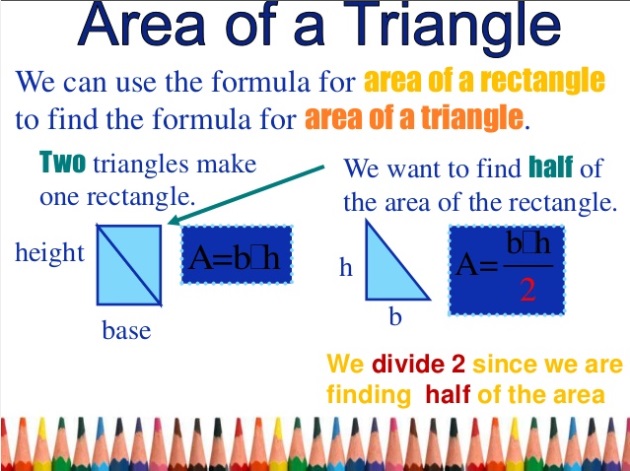 Area of a Triangle
We can use the formula for area of a rectangle
to find the formula for area of a triangle.
Two triangles make
one rectangle.
We want to find half of
the area of the rectangle.
height
base
A=b□h
h
b
A=
b□h
2
We divide 2 since we are
finding half of the area